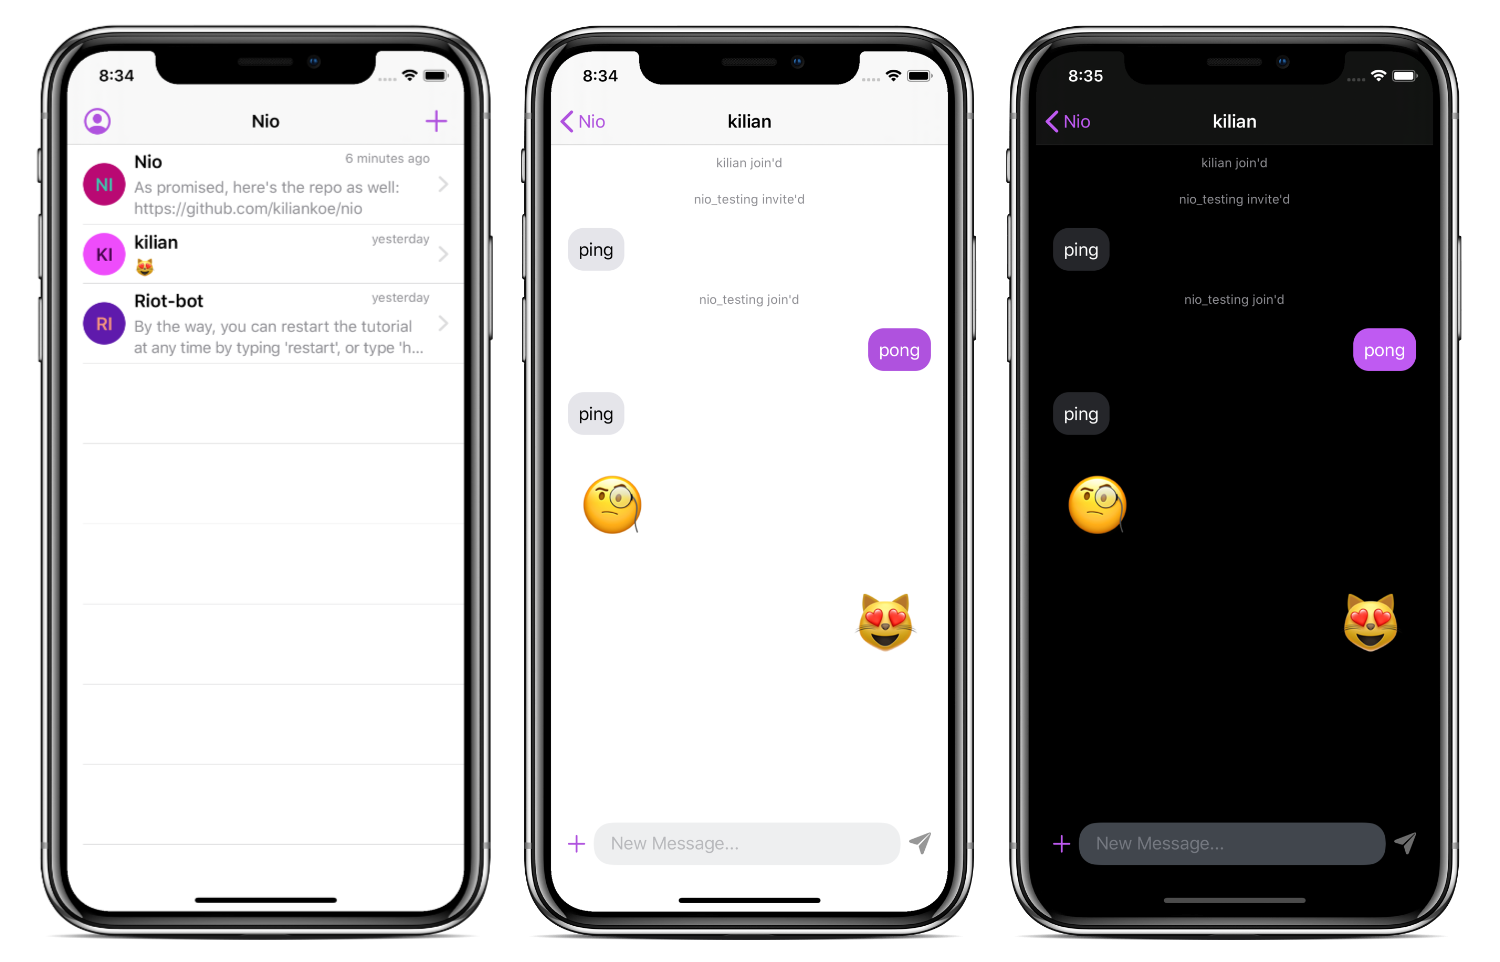 8:34
Nio
NI
Nio
6 minutes ago
As promised, here's the repo as well:
https://github.com/kiliankoe/nio
KI
kilian
yesterday
😻
RI
Riot-bot
yesterday
By the way, you can restart the tutorial
at any time by typing 'restart', or type 'h...
8:34
Nio
kilian
kilian join'd
nio_testing invite'd
ping
nio_testing join'd
pong
ping
🧐
😻
New Message...
8:35
Nio
kilian
kilian join'd
nio_testing invite'd
ping
nio_testing join'd
pong
ping
🧐
😻
New Message...